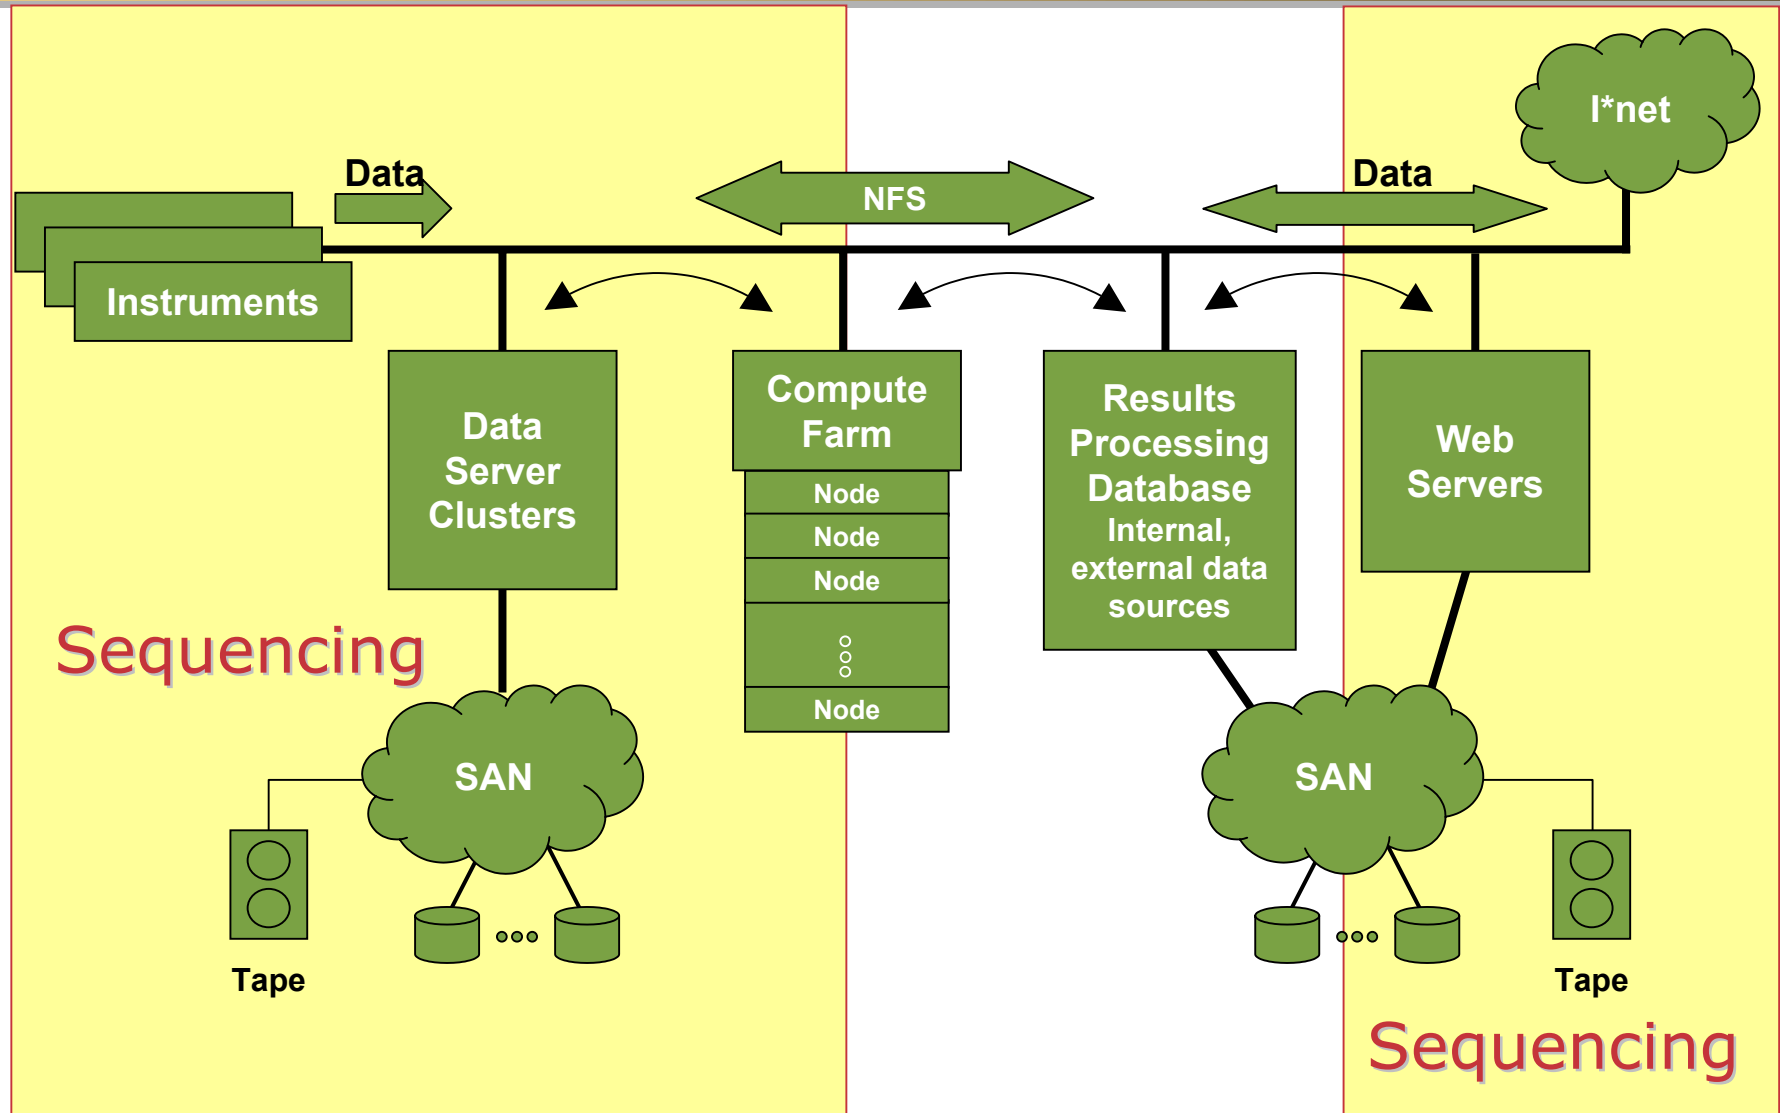 I*net
Data
NFS
Data
Instruments
Data
Server
Clusters
Compute
Farm
Node
Node
Node
Node
Results
Processing
Database
Internal,
external data
sources
Web
Servers
Sequencing
SAN
SAN
Tape
Tape
Sequencing